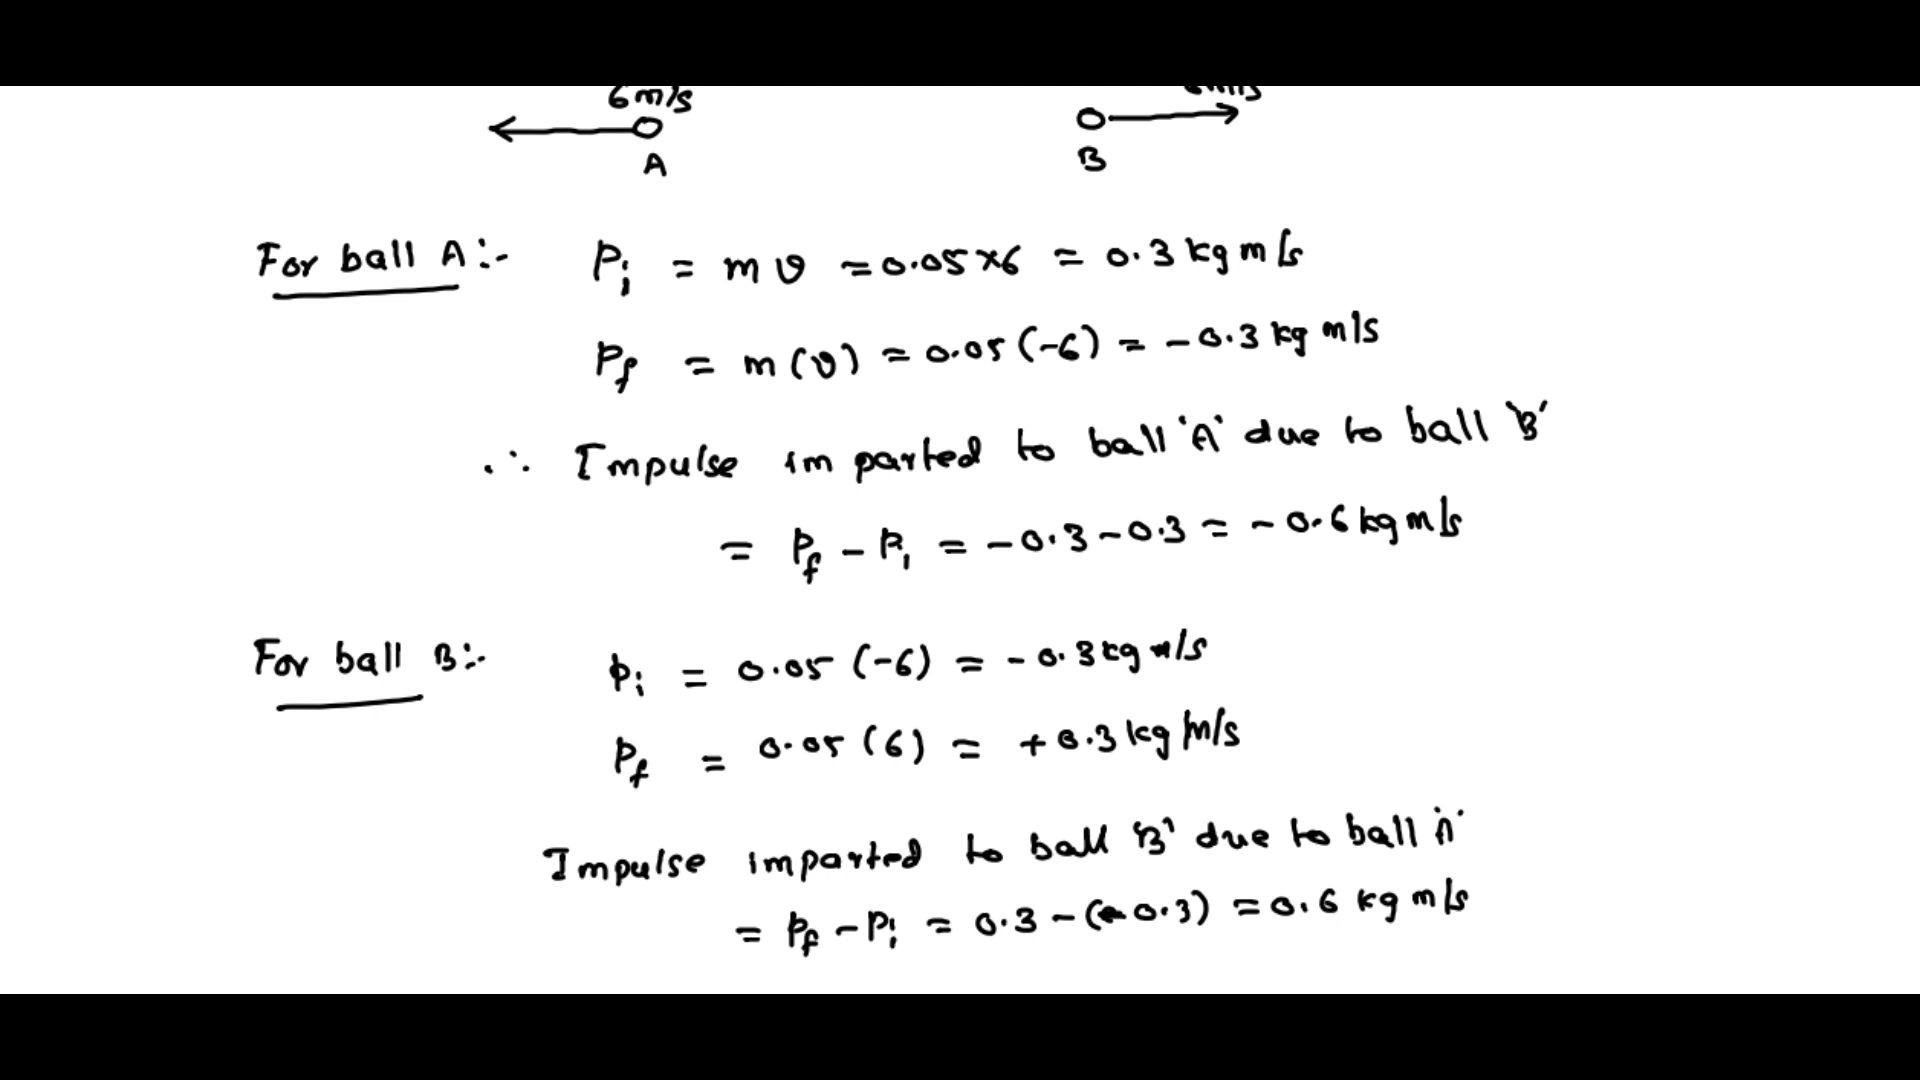 6 m/s
A
B
For ball A:- Pi = m v = 0.05 × 6 = 0.3 kg m/s
Pf = m (v) = 0.05 (-6) = -0.3 kg m/s
∴ Impulse imparted to ball 'A' due to ball 'B'
= Pf - Pi = -0.3 - 0.3 = -0.6 kg m/s
For ball B:- Pi = 0.05 (-6) = -0.3 kg m/s
Pf = 0.05 (6) = +0.3 kg m/s
Impulse imparted to ball 'B' due to ball 'A'
= Pf - Pi = 0.3 - (-0.3) = 0.6 kg m/s